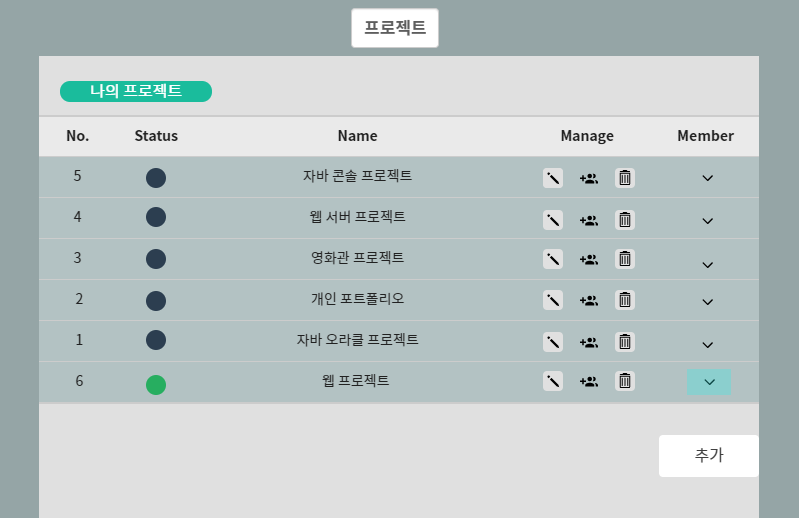 프로젝트
나의 프로젝트
No. Status Name Manage Member
5 자바 콘솔 프로젝트
4 웹 서버 프로젝트
3 영화관 프로젝트
2 개인 포트폴리오
1 자바 오라클 프로젝트
6 웹 프로젝트
추가